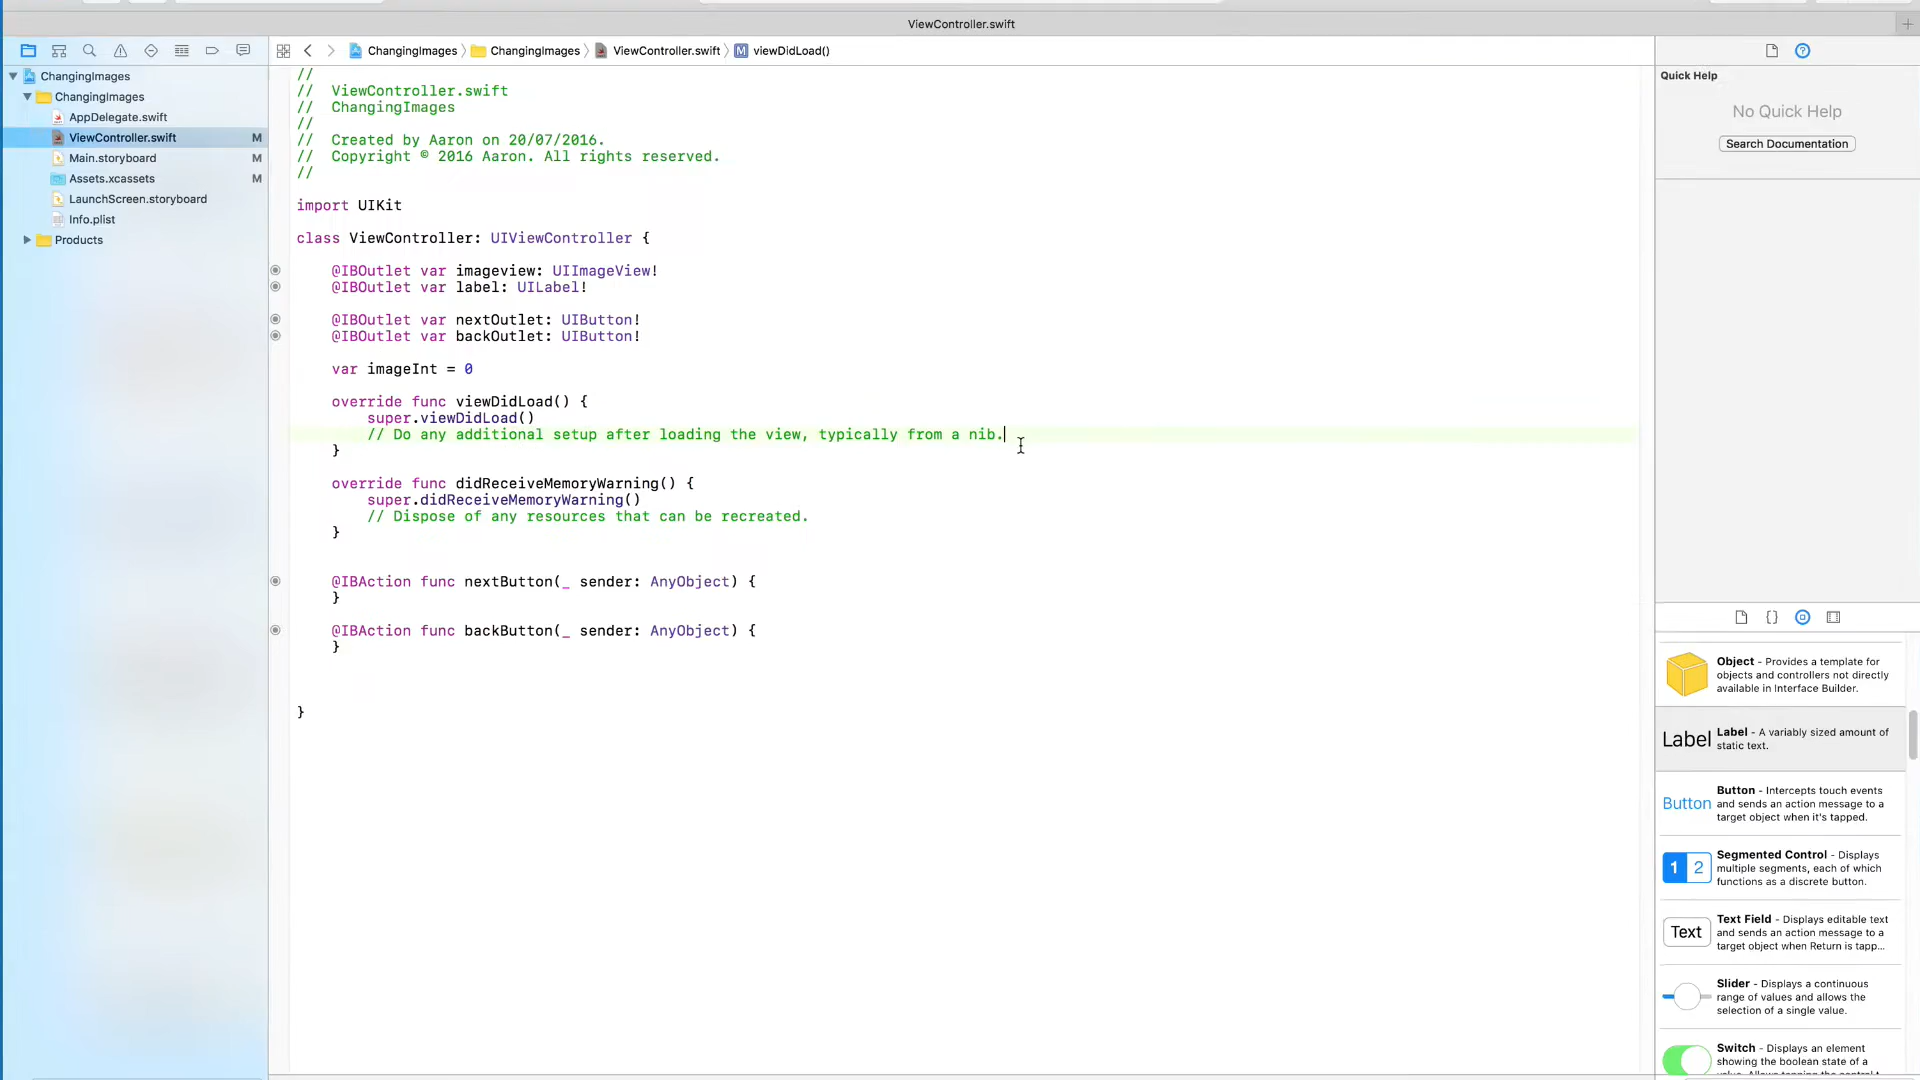 ViewController.swift
ChangingImages
ChangingImages
ViewController.swift
viewDidLoad()
ChangingImages
ChangingImages
AppDelegate.swift
ViewController.swift M
Main.storyboard M
Assets.xcassets M
LaunchScreen.storyboard
Info.plist
Products
//
//  ViewController.swift
//  ChangingImages
//
//  Created by Aaron on 20/07/2016.
//  Copyright © 2016 Aaron. All rights reserved.
//
import UIKit
class ViewController: UIViewController {
@IBOutlet var imageview: UIImageView!
@IBOutlet var label: UILabel!
@IBOutlet var nextOutlet: UIButton!
@IBOutlet var backOutlet: UIButton!
var imageInt = 0
override func viewDidLoad() {
super.viewDidLoad()
// Do any additional setup after loading the view, typically from a nib.
}
override func didReceiveMemoryWarning() {
super.didReceiveMemoryWarning()
// Dispose of any resources that can be recreated.
}
@IBAction func nextButton(_ sender: AnyObject) {
}
@IBAction func backButton(_ sender: AnyObject) {
}
}
Quick Help
No Quick Help
Search Documentation
Object - Provides a template for
objects and controllers not directly
available in Interface Builder.
Label
Label - A variably sized amount of
static text.
Button
Button - Intercepts touch events
and sends an action message to a
target object when it's tapped.
1 2
Segmented Control - Displays
multiple segments, each of which
functions as a discrete button.
Text
Text Field - Displays editable text
and sends an action message to a
target object when Return is tapp...
Slider - Displays a continuous
range of values and allows the
selection of a single value.
Switch - Displays an element
showing the boolean state of a